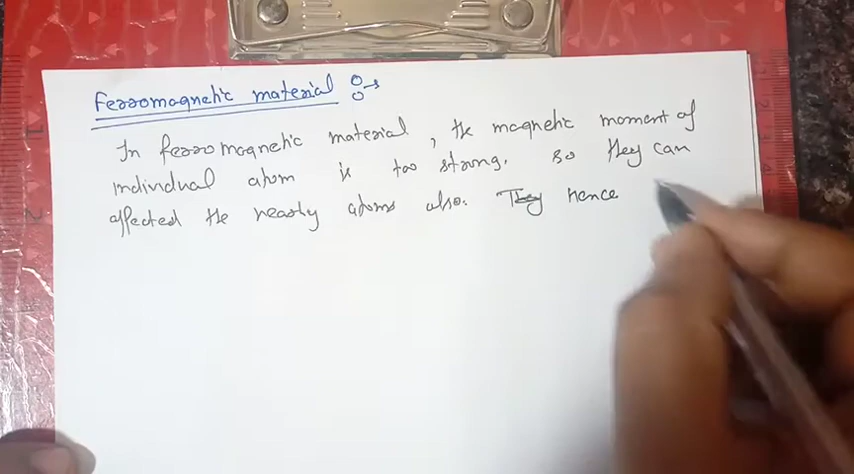 Ferromagnetic material :→
In ferromagnetic material, the magnetic moment of
individual atom is too strong. so they can
affected the nearby atoms also. They hence